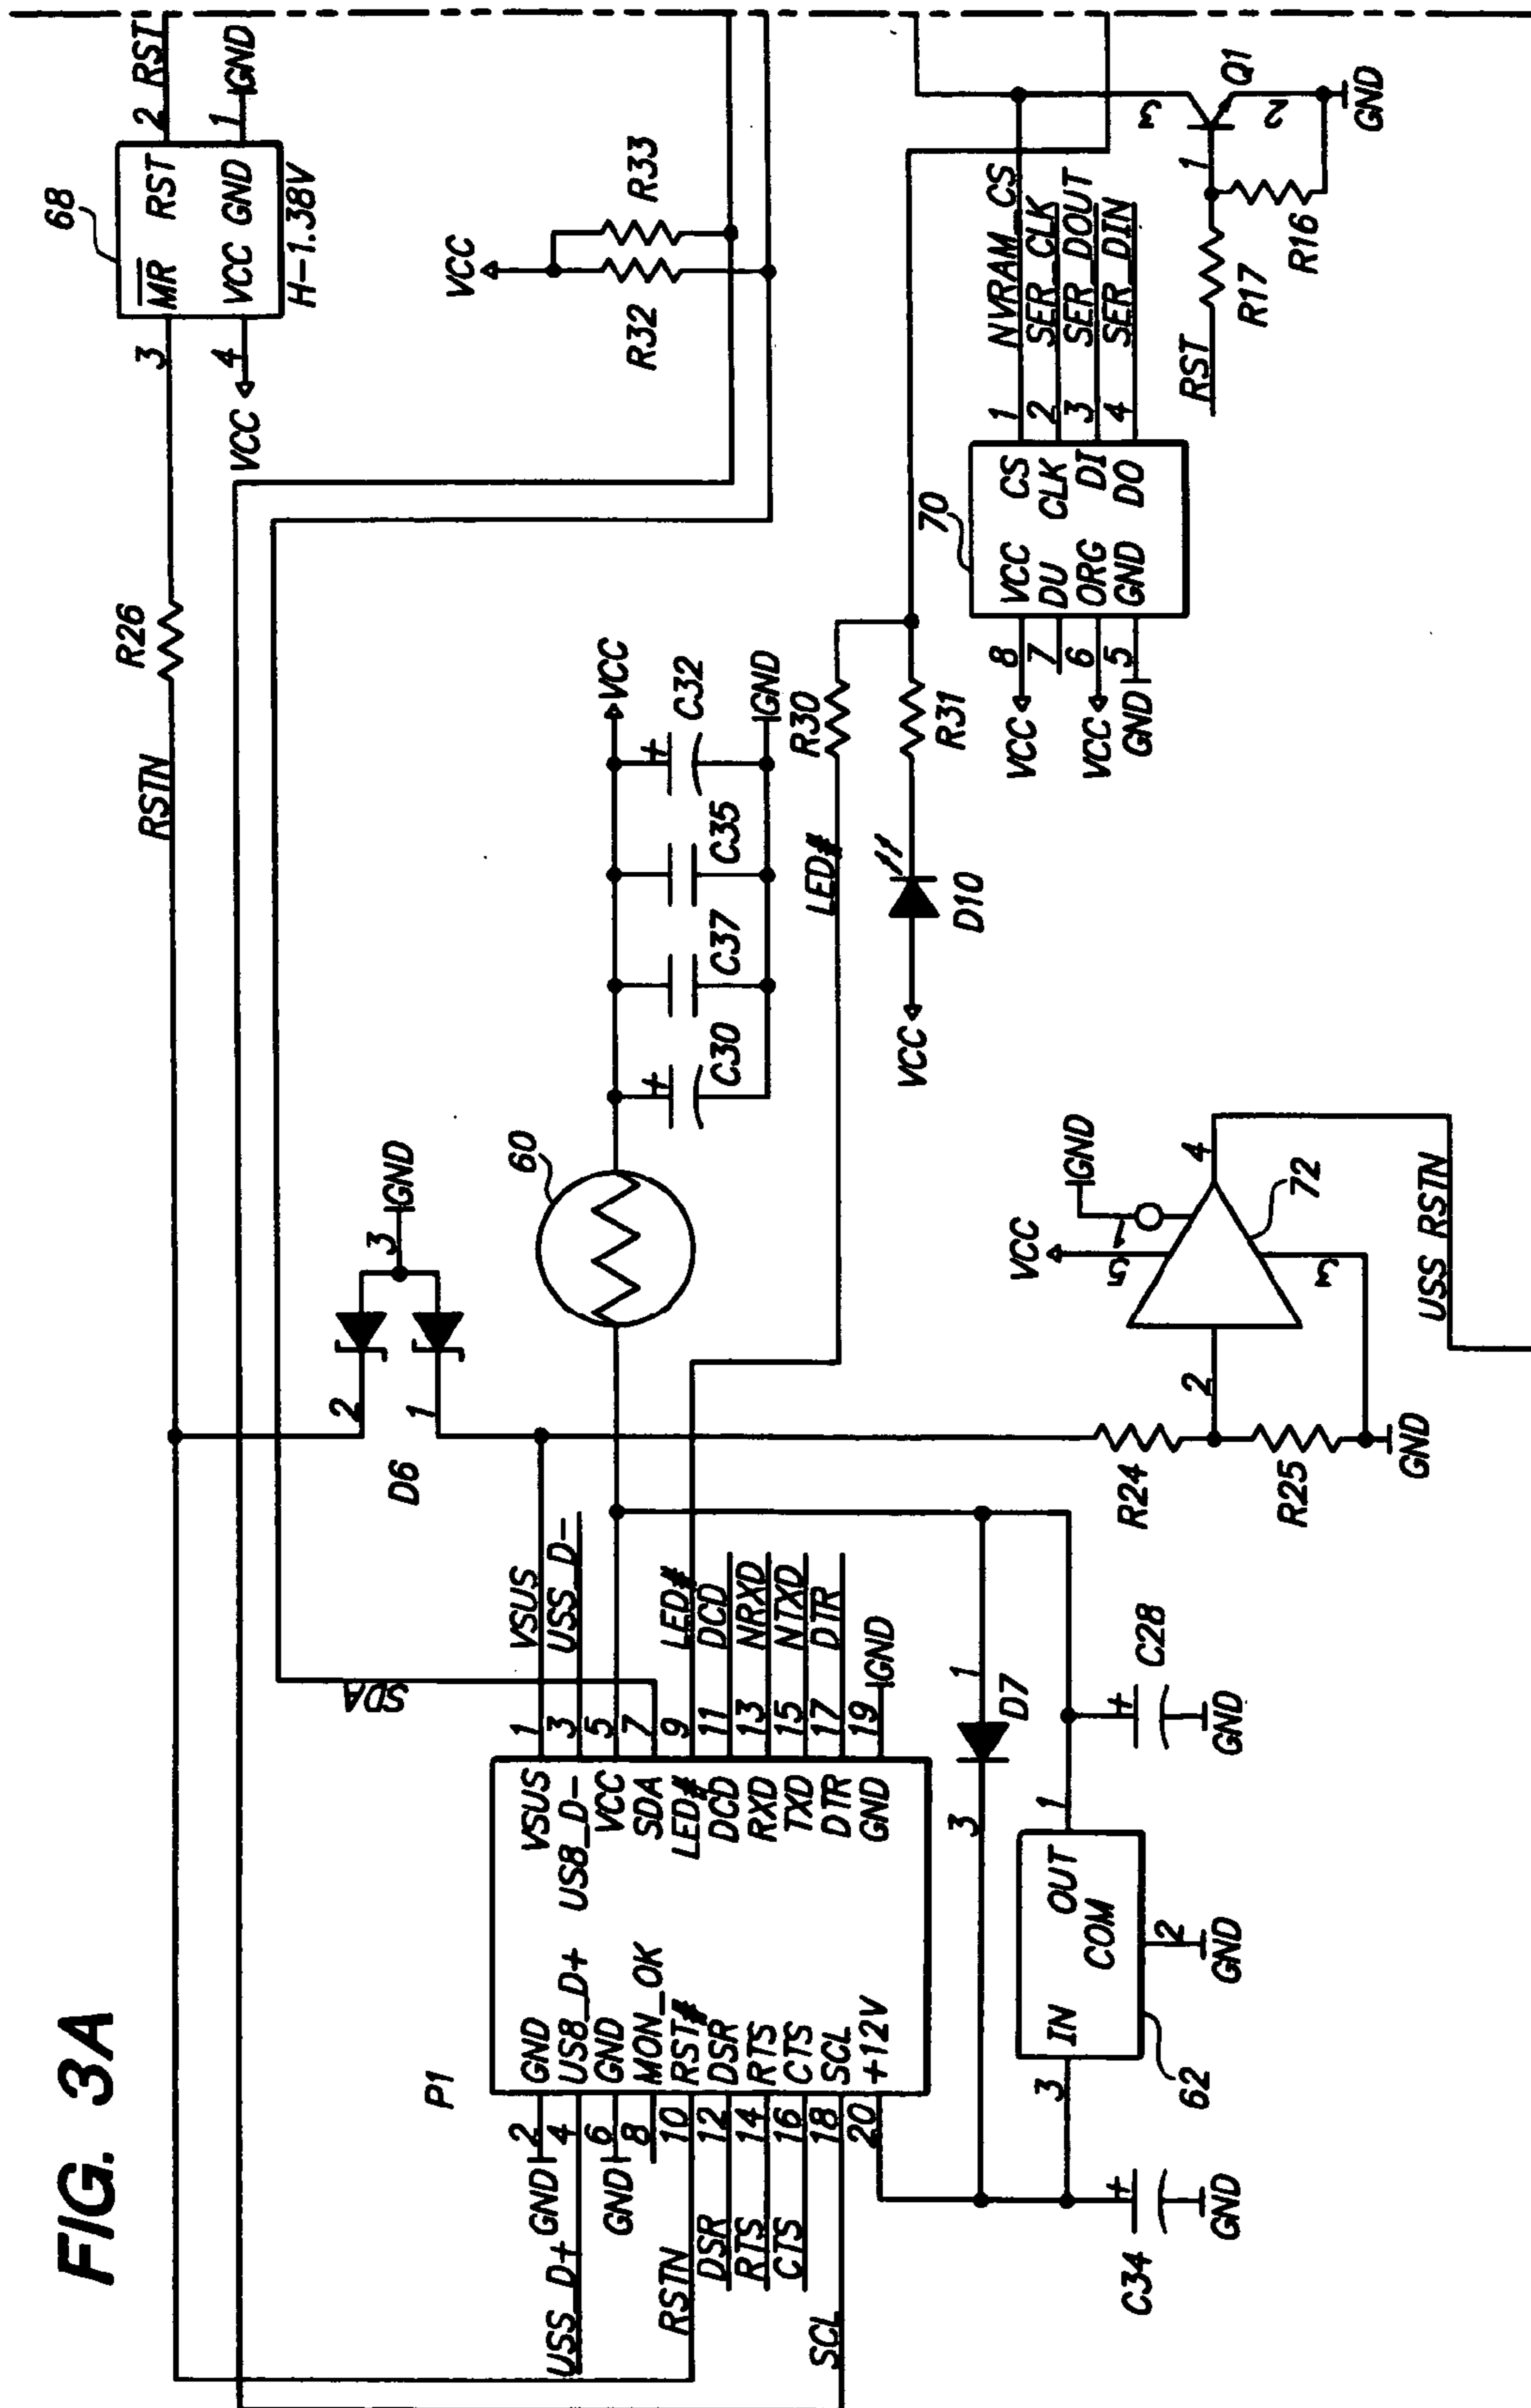 FIG. 3A
P1
GND
USB_D+
GND
MON_OK
RST#
DSR
RTS
CTS
SCL
+12V
VSUS
USB_D-
VCC
SDA
LED#
DCD
RXD
TXD
DTR
GND
2
4
6
8
10
12
14
16
18
20
GND
USS_D+
GND
RSTN
DSR
RTS
CTS
SCL
1
3
5
7
9
11
13
15
17
19
VSUS
USS_D-
SDA
LED#
DCD
NRXD
NTXD
DTR
GND
C34
GND
62
3
IN
OUT
COM
1
2
GND
3
D7
1
C28
GND
D6
2
1
3
GND
60
C30
C37
C35
C32
VCC
GND
RSTN
R26
68
3
MR
RST
2
RST
VCC
4
VCC
GND
1
GND
H-1.38V
VCC
R32
R33
LED#
R30
VCC
D10
R31
R24
R25
GND
2
VCC
5
1
GND
3
4
72
USS_RSTN
70
VCC
8
7
VCC
6
GND
5
VCC
DU
ORG
GND
CS
CLK
DI
DO
1
2
3
4
NVRAM_CS
SER_CLK
SER_DOUT
SER_DIN
RST
R17
R16
1
3
2
Q1
GND